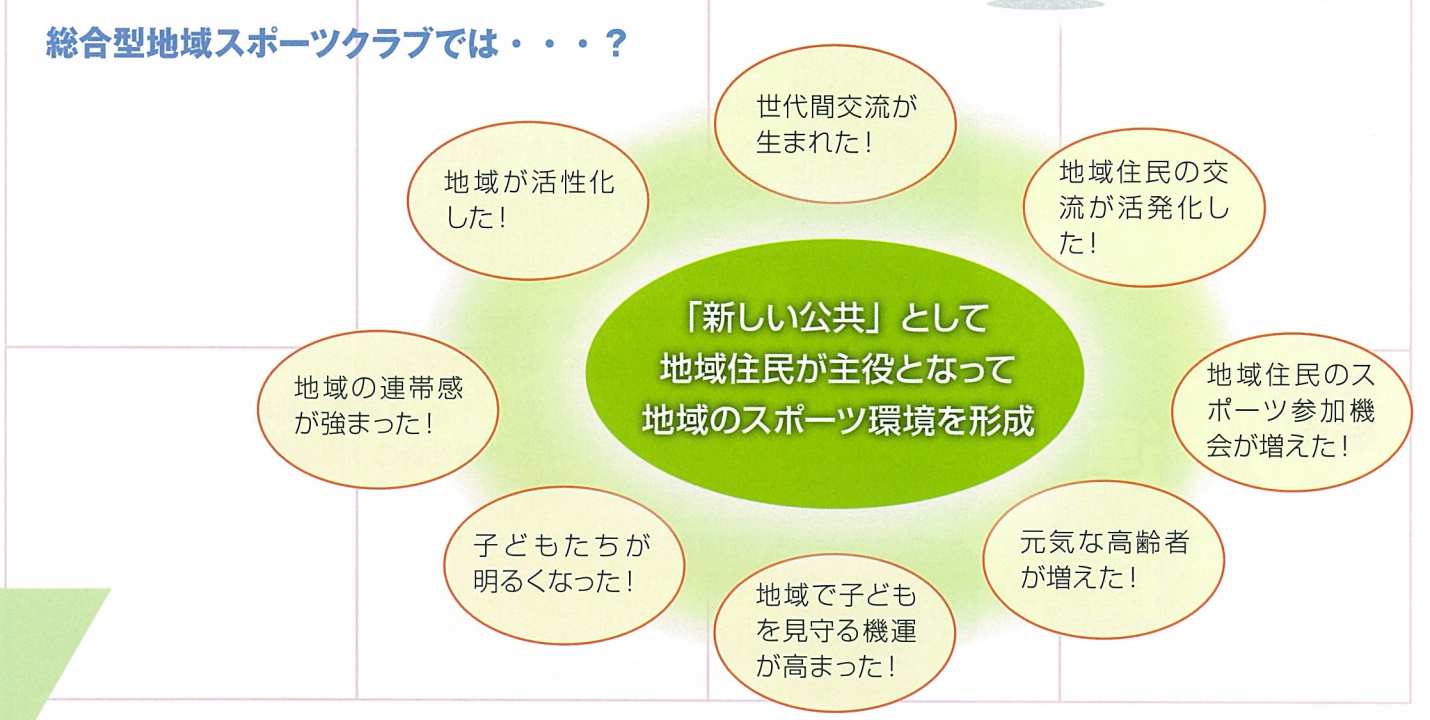 総合型地域スポーツクラブでは・・・?
世代間交流が
生まれた!
地域住民の交
流が活発化し
た!
地域住民のス
ポーツ参加機
会が増えた!
元気な高齢者
が増えた!
地域で子ども
を見守る機運
が高まった!
子どもたちが
明るくなった!
地域の連帯感
が強まった!
地域が活性化
した!
「新しい公共」として
地域住民が主役となって
地域のスポーツ環境を形成